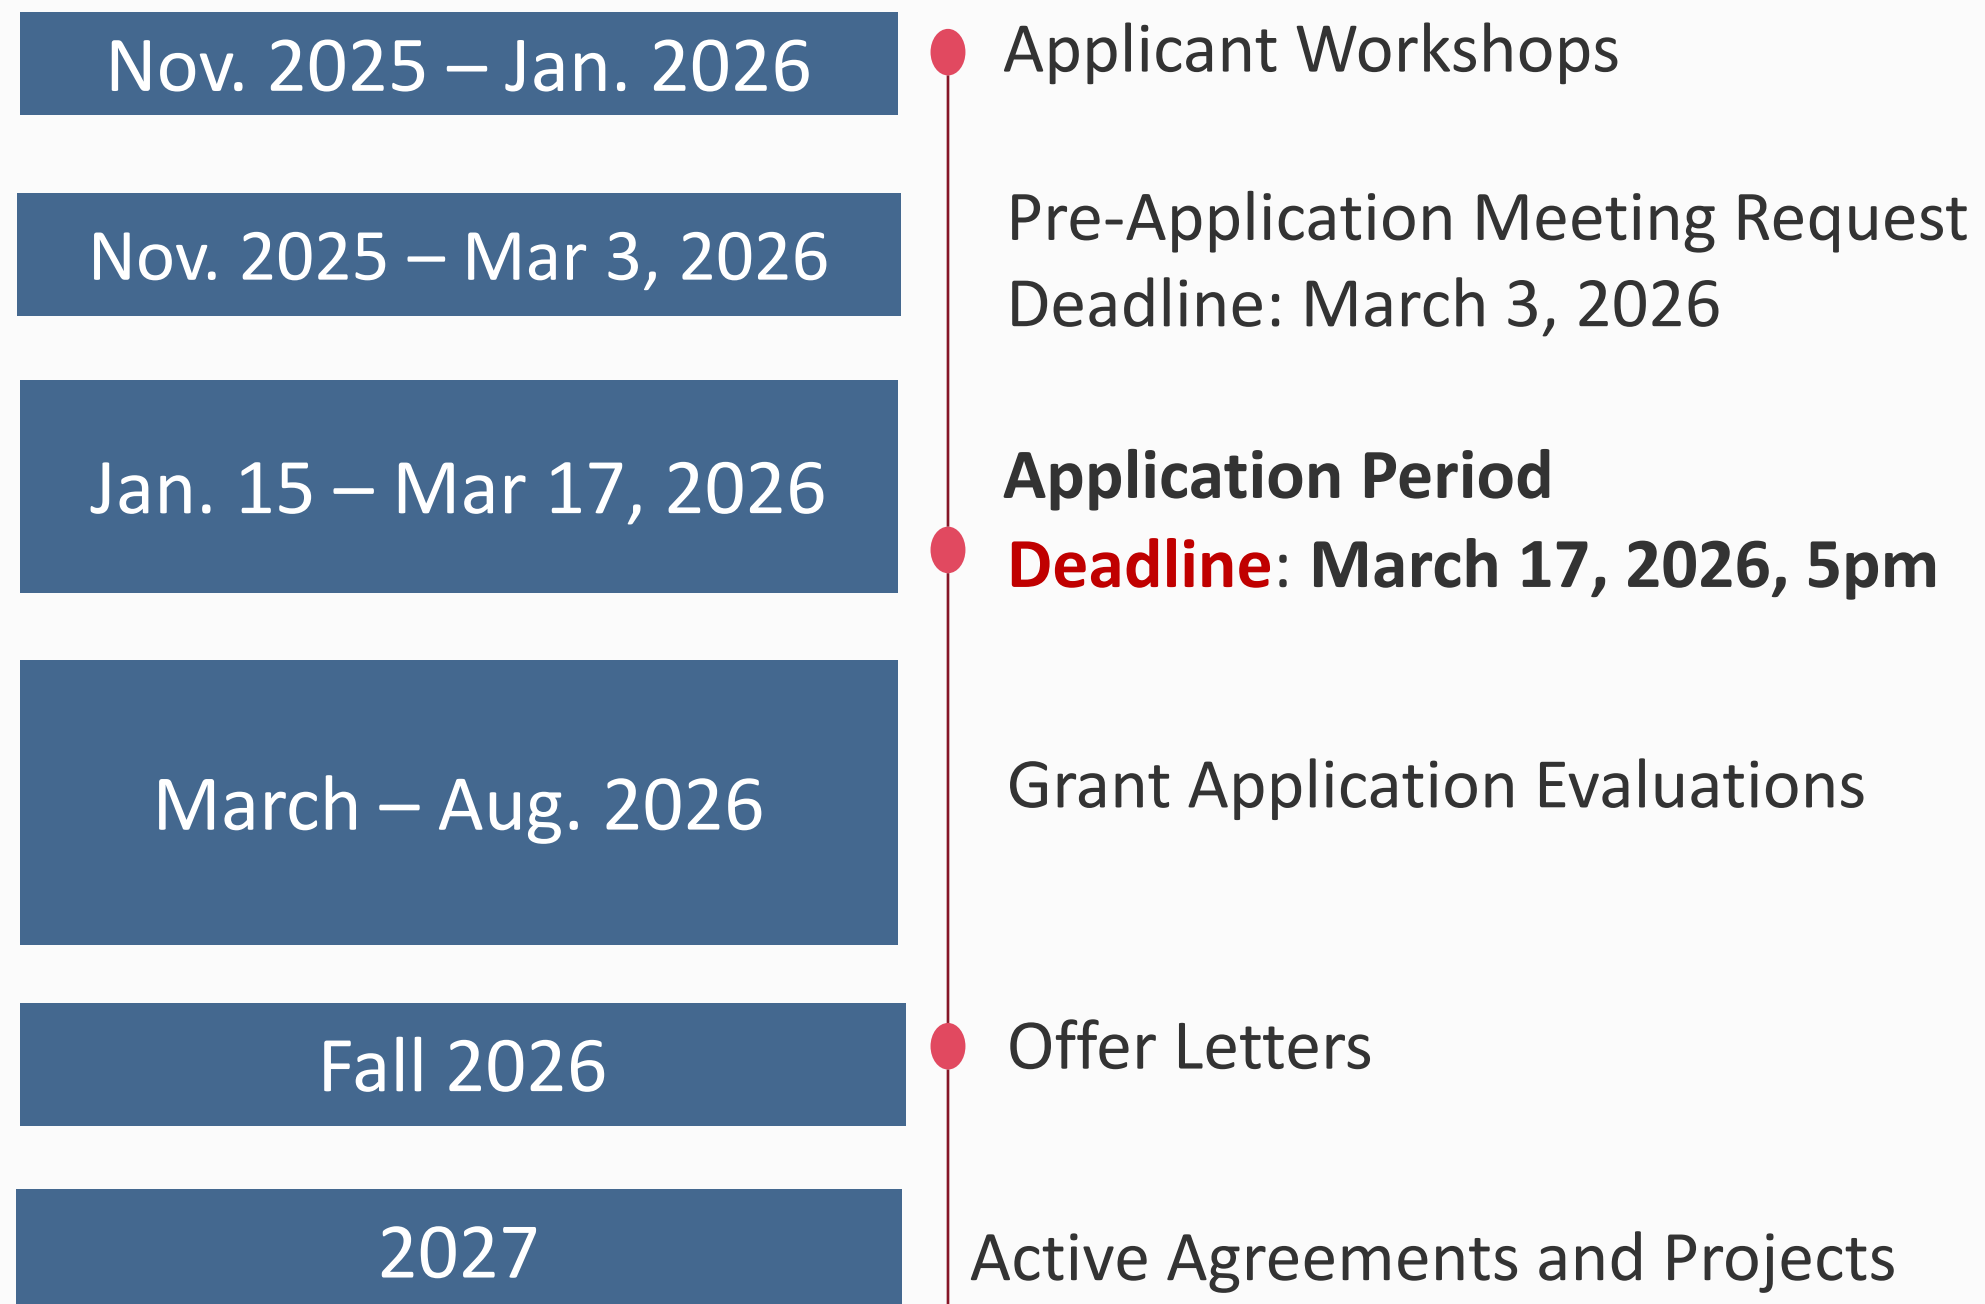 Nov. 2025 – Jan. 2026
Applicant Workshops
Nov. 2025 – Mar 3, 2026
Pre-Application Meeting Request
Deadline: March 3, 2026
Jan. 15 – Mar 17, 2026
Application Period
Deadline: March 17, 2026, 5pm
March – Aug. 2026
Grant Application Evaluations
Fall 2026
Offer Letters
2027
Active Agreements and Projects